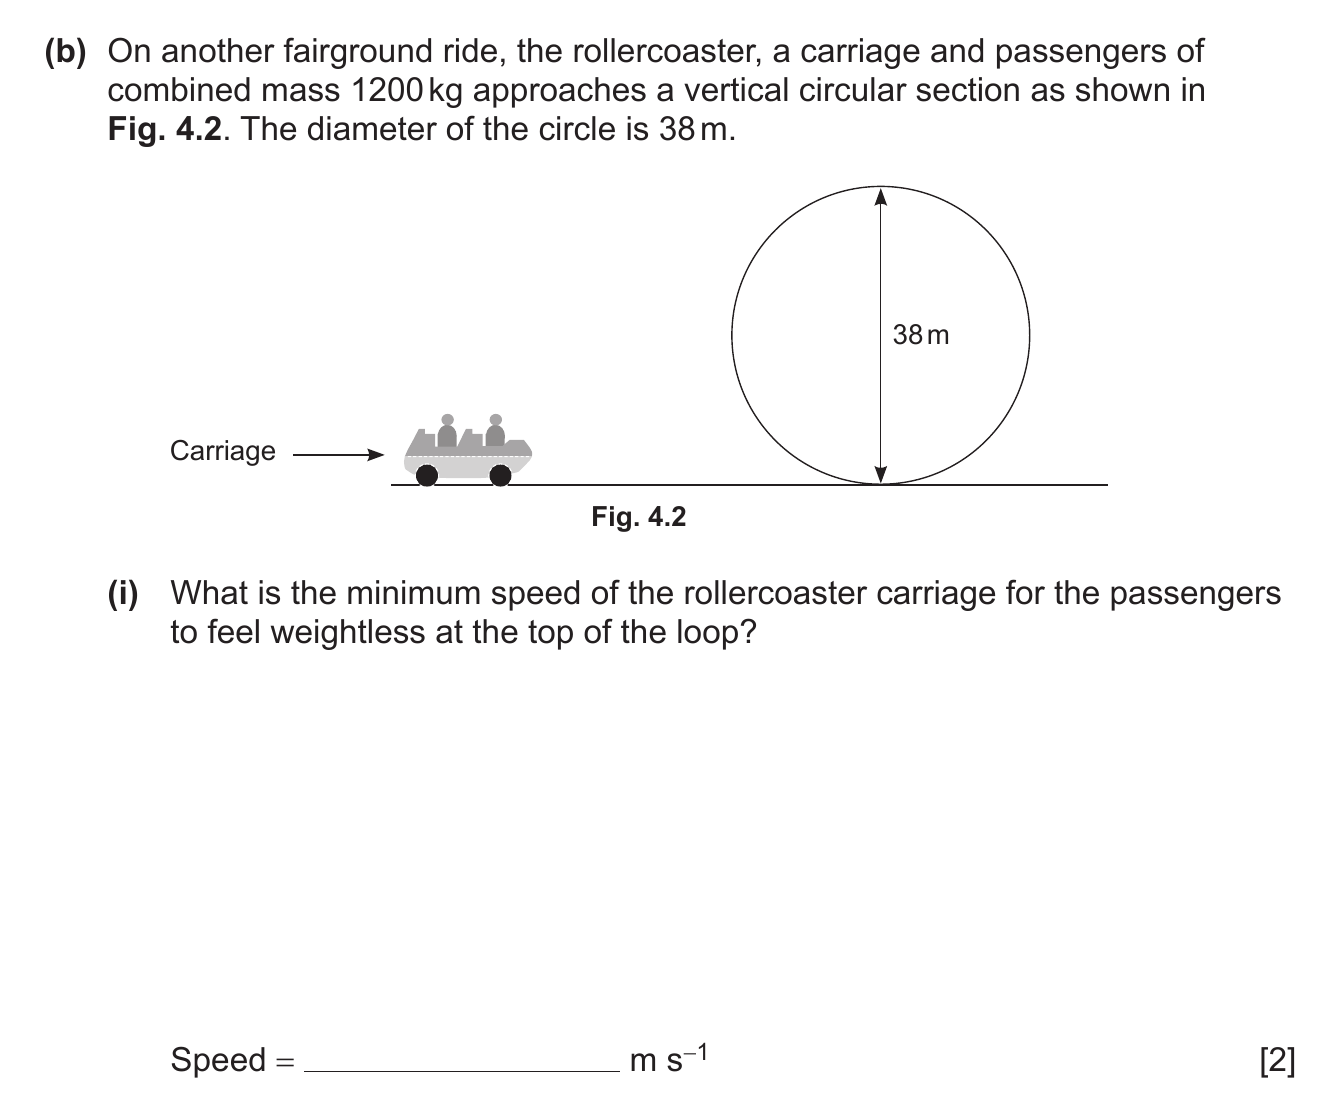 (b) On another fairground ride, the rollercoaster, a carriage and passengers of
combined mass 1200 kg approaches a vertical circular section as shown in
Fig. 4.2. The diameter of the circle is 38 m.
38 m
Carriage
Fig. 4.2
(i) What is the minimum speed of the rollercoaster carriage for the passengers
to feel weightless at the top of the loop?
Speed = ____________ m s⁻¹ [2]